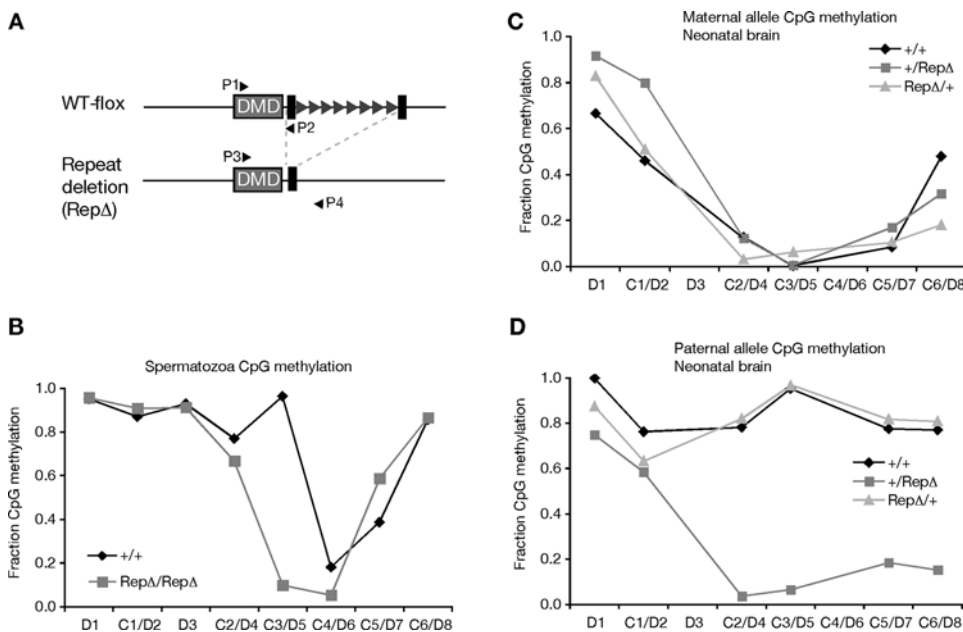 A
WT-flox
P1
DMD
P2
Repeat
deletion
(RepΔ)
P3
DMD
P4
B
Spermatozoa CpG methylation
Fraction CpG methylation
1.0
0.8
0.6
0.4
0.2
0.0
+/+
RepΔ/RepΔ
D1 C1/D2 D3 C2/D4 C3/D5 C4/D6 C5/D7 C6/D8
C
Maternal allele CpG methylation
Neonatal brain
Fraction CpG methylation
1.0
0.8
0.6
0.4
0.2
0.0
+/+
+/RepΔ
RepΔ/+
D1 C1/D2 D3 C2/D4 C3/D5 C4/D6 C5/D7 C6/D8
D
Paternal allele CpG methylation
Neonatal brain
Fraction CpG methylation
1.0
0.8
0.6
0.4
0.2
0.0
+/+
+/RepΔ
RepΔ/+
D1 C1/D2 D3 C2/D4 C3/D5 C4/D6 C5/D7 C6/D8